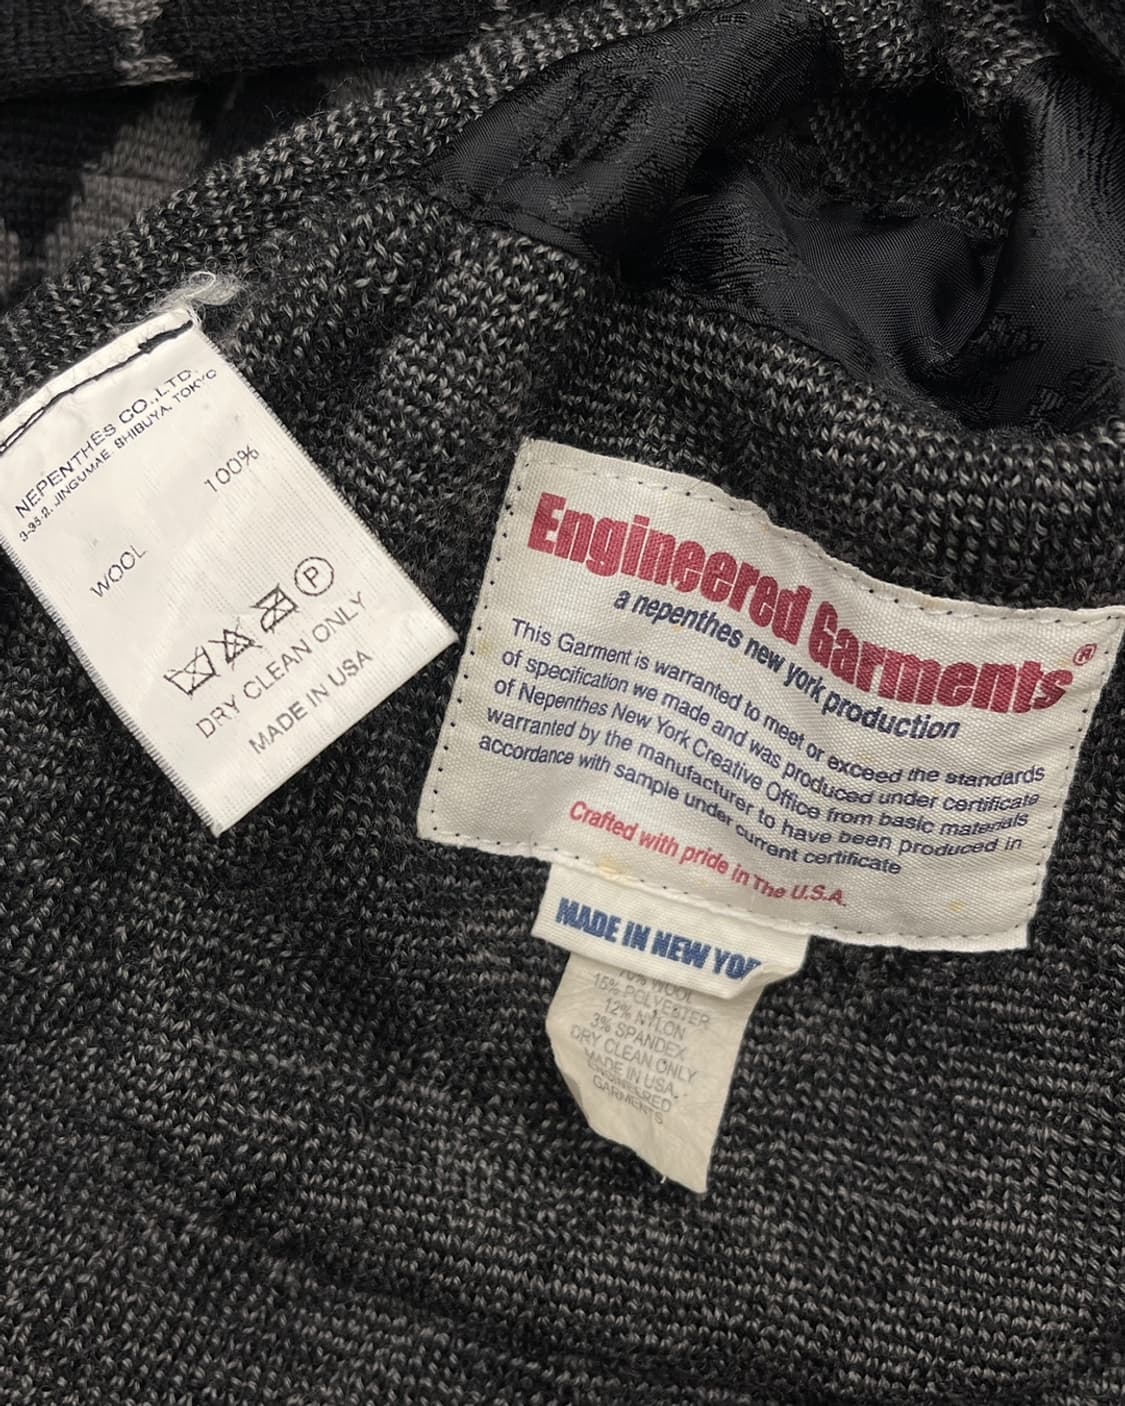 NEPENTHES CO.,LTD.
3-35-2, JINGUMAE, SHIBUYA, TOKYO
100%
WOOL
P
DRY CLEAN ONLY
MADE IN USA
Engineered Garments®
a nepenthes new york production
This Garment is warranted to meet or exceed the standards
of specification we made and was produced under certificate
of Nepenthes New York Creative Office from basic materials
warranted by the manufacturer to have been produced in
accordance with sample under current certificate
Crafted with pride in The U.S.A.
MADE IN NEW YOR
70% WOOL
15% POLYESTER
12% NYLON
3% SPANDEX
DRY CLEAN ONLY
MADE IN USA
ENGINEERED
GARMENTS